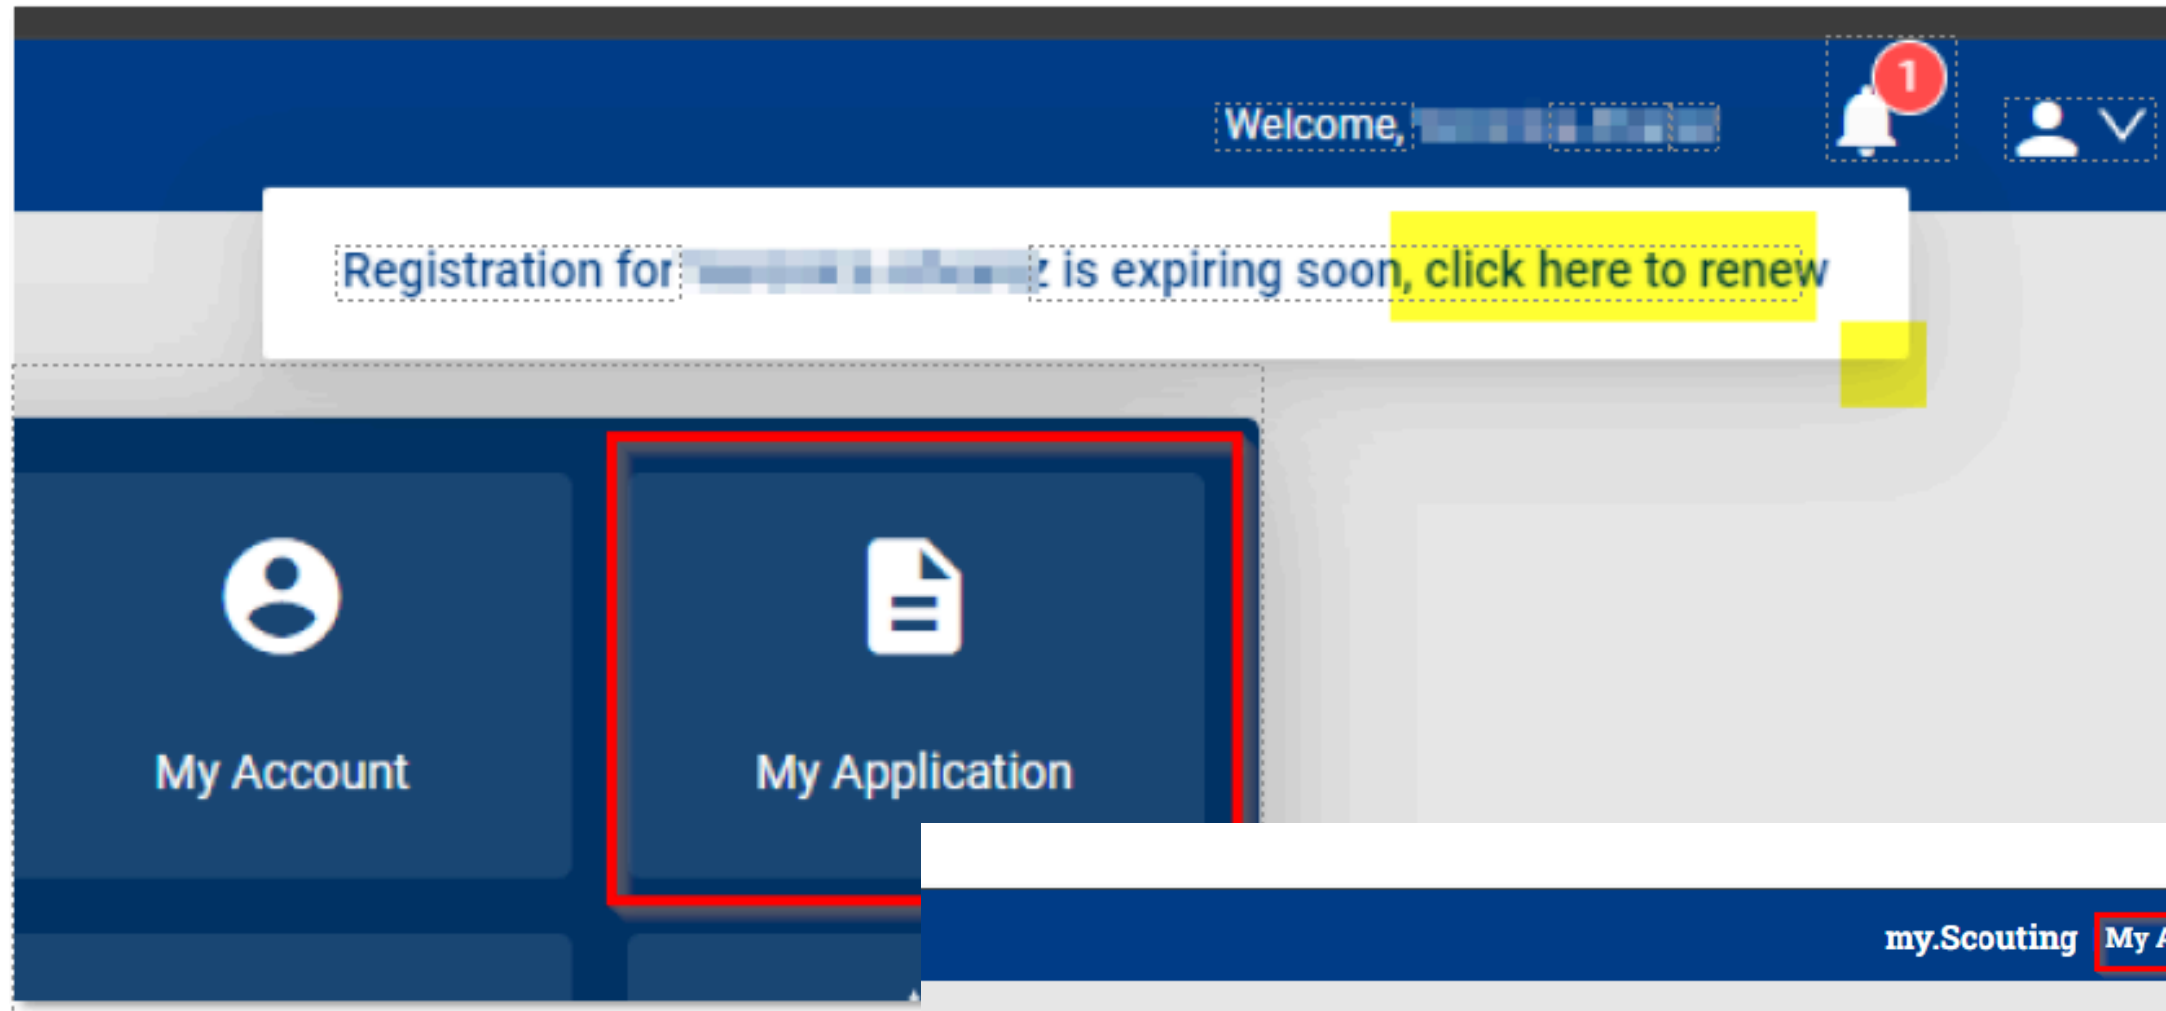 1
Welcome,
Registration for z is expiring soon, click here to renew
My Account
My Application
my.Scouting My A